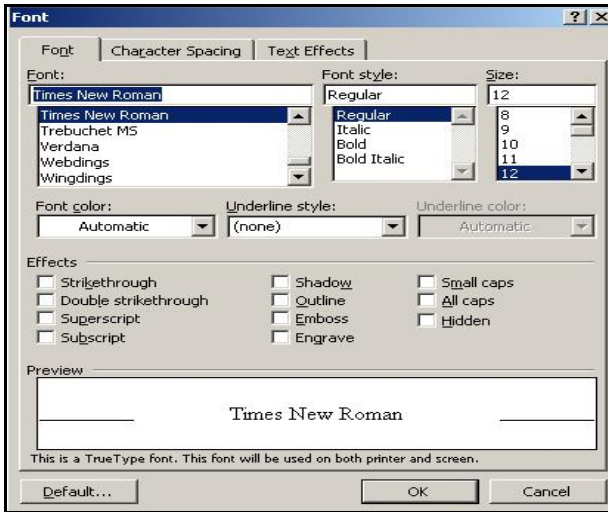 Font
Font Character Spacing Text Effects
Font: Font style: Size:
Times New Roman Regular 12
Times New Roman Regular 8
Trebuchet MS Italic 9
Verdana Bold 10
Webdings Bold Italic 11
Wingdings 12
Font color: Underline style: Underline color:
Automatic (none) Automatic
Effects
Strikethrough Shadow Small caps
Double strikethrough Outline All caps
Superscript Emboss Hidden
Subscript Engrave
Preview
Times New Roman
This is a TrueType font. This font will be used on both printer and screen.
Default... OK Cancel